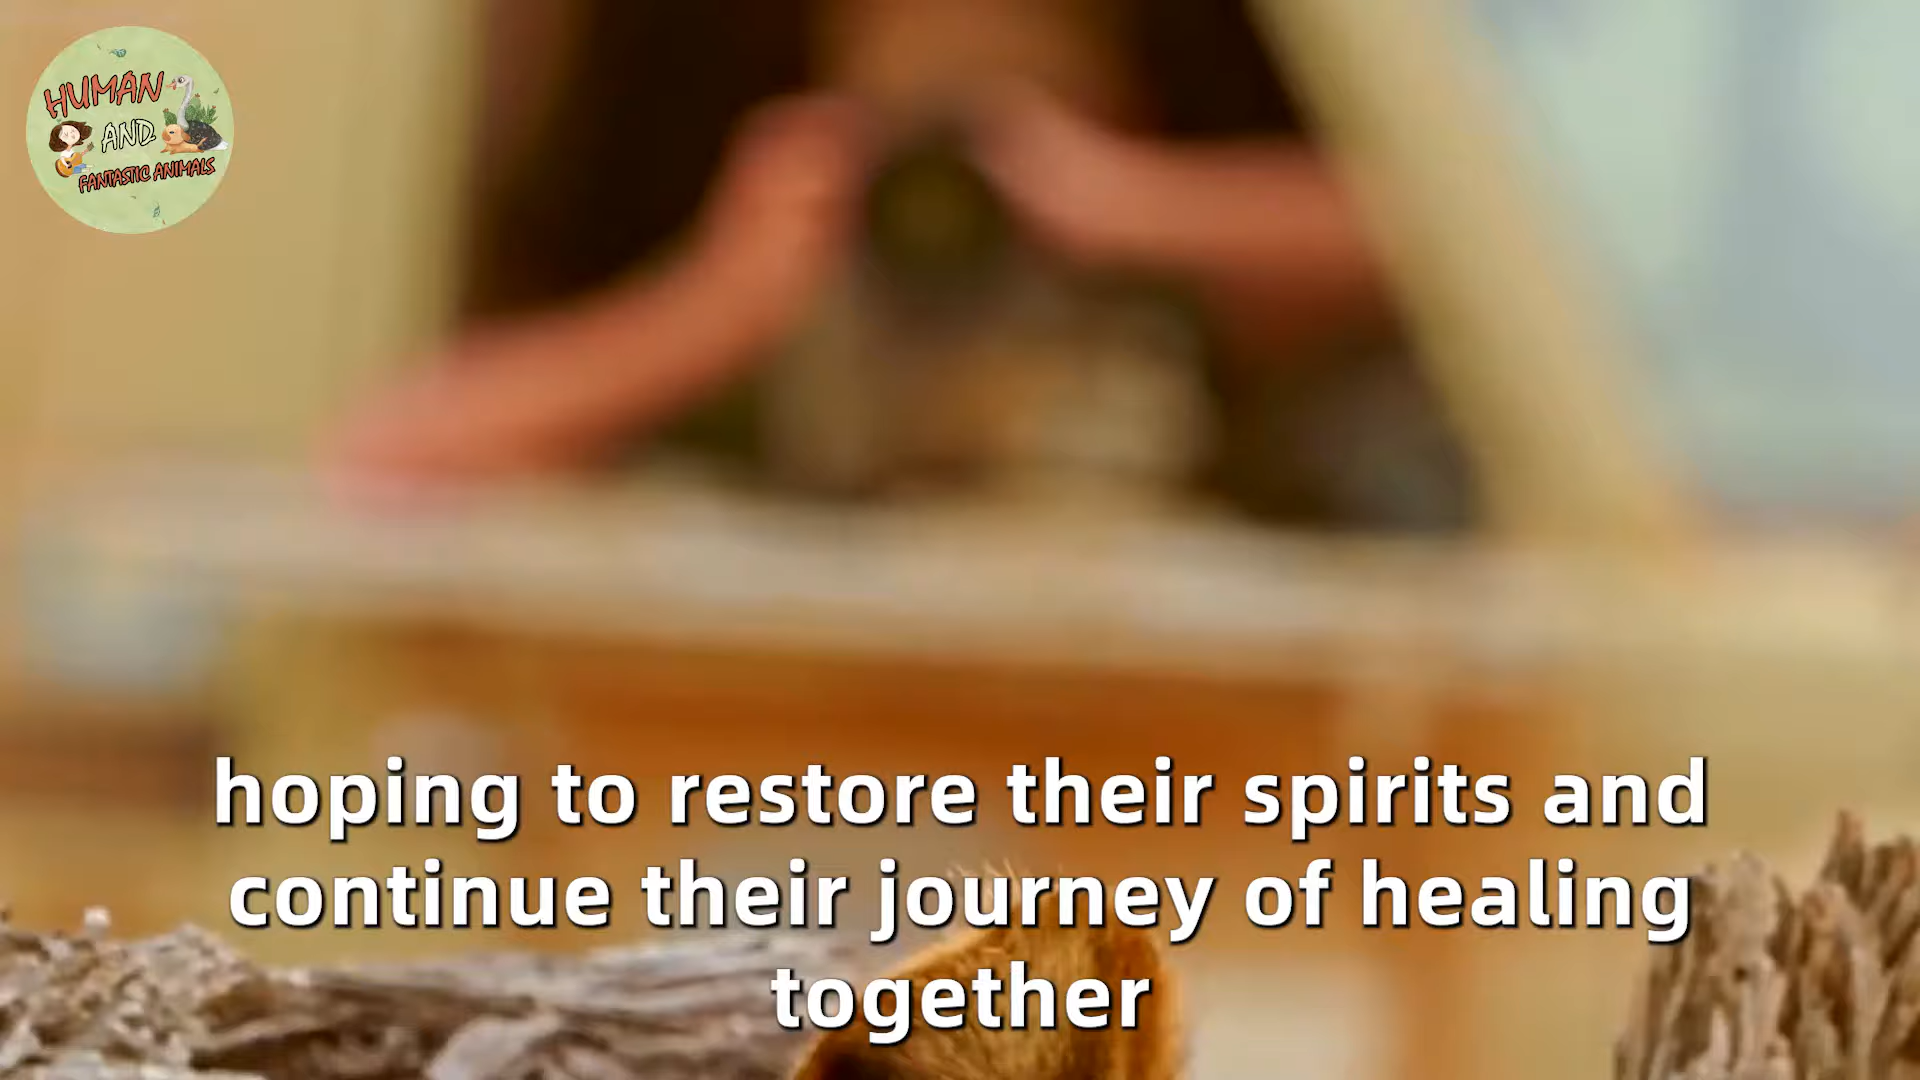 HUMAN
AND
FANTASTIC ANIMALS
hoping to restore their spirits and
continue their journey of healing
together